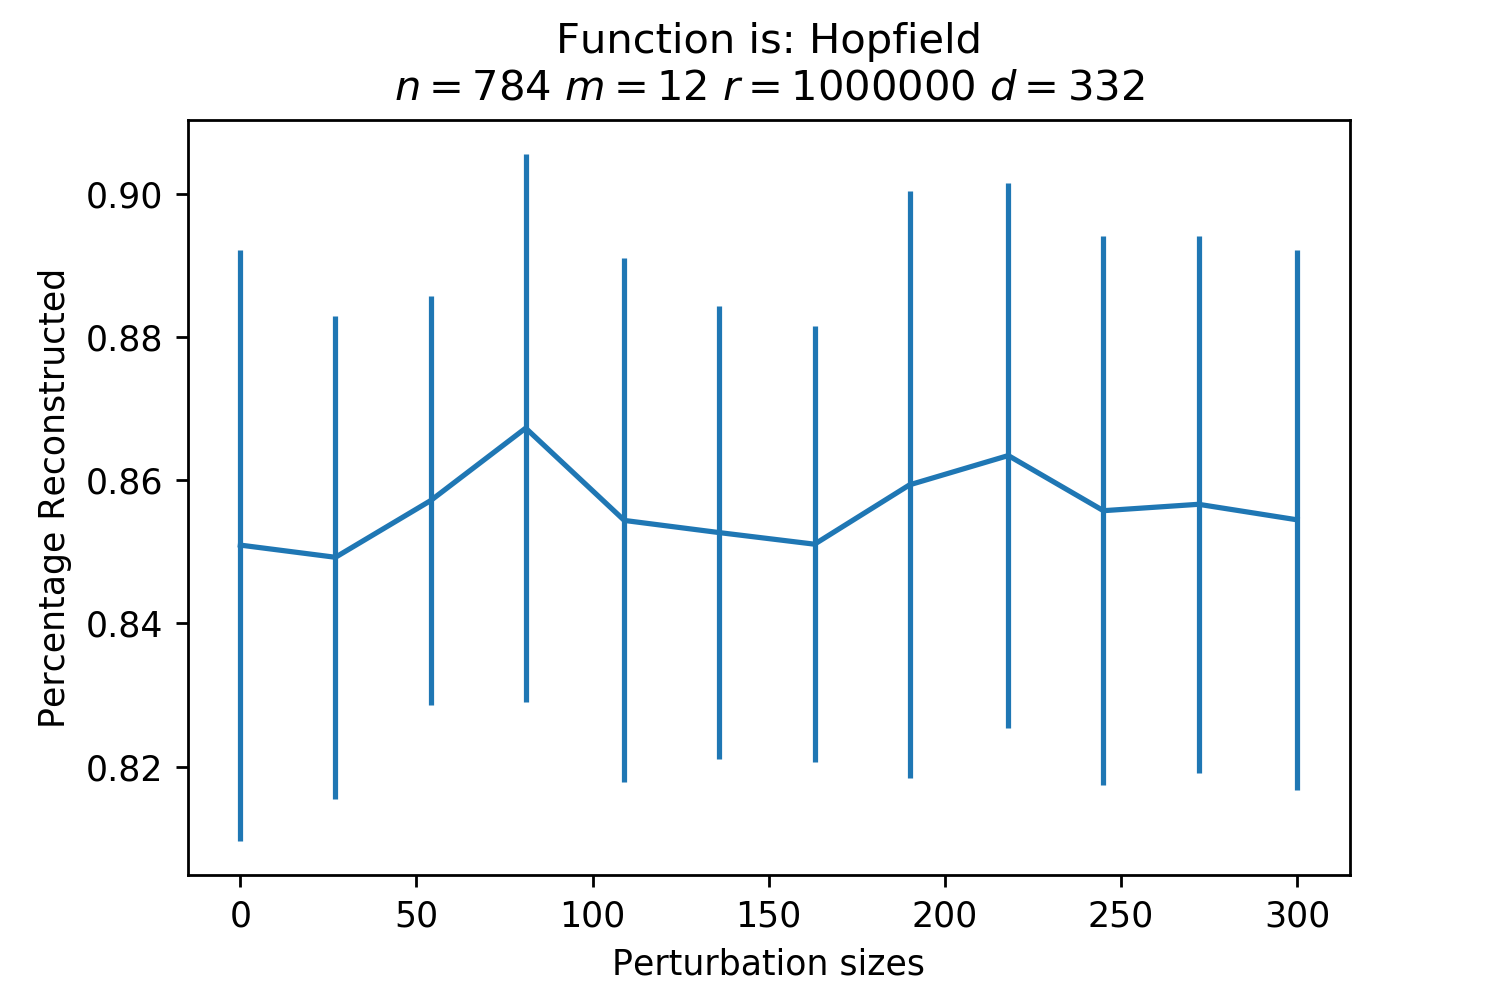 Function is: Hopfield
n = 784 m = 12 r = 1000000 d = 332
Percentage Reconstructed
0.90
0.88
0.86
0.84
0.82
0 50 100 150 200 250 300
Perturbation sizes